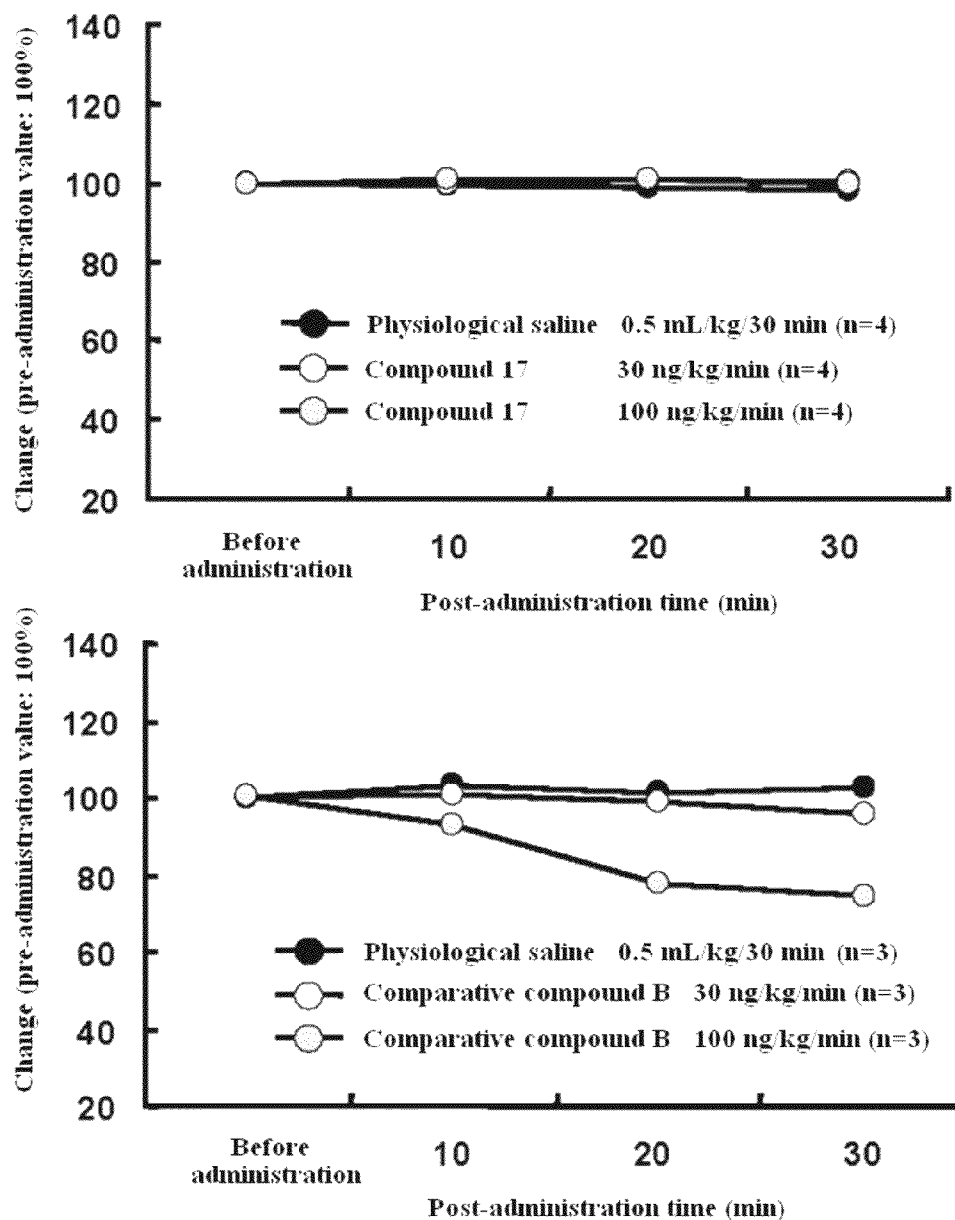 Change (pre-administration value: 100%)
140
120
100
80
60
40
20
Physiological saline 0.5 mL/kg/30 min (n=4)
Compound 17 30 ng/kg/min (n=4)
Compound 17 100 ng/kg/min (n=4)
Before
administration
10 20 30
Post-administration time (min)
Change (pre-administration value: 100%)
140
120
100
80
60
40
20
Physiological saline 0.5 mL/kg/30 min (n=3)
Comparative compound B 30 ng/kg/min (n=3)
Comparative compound B 100 ng/kg/min (n=3)
Before
administration
10 20 30
Post-administration time (min)